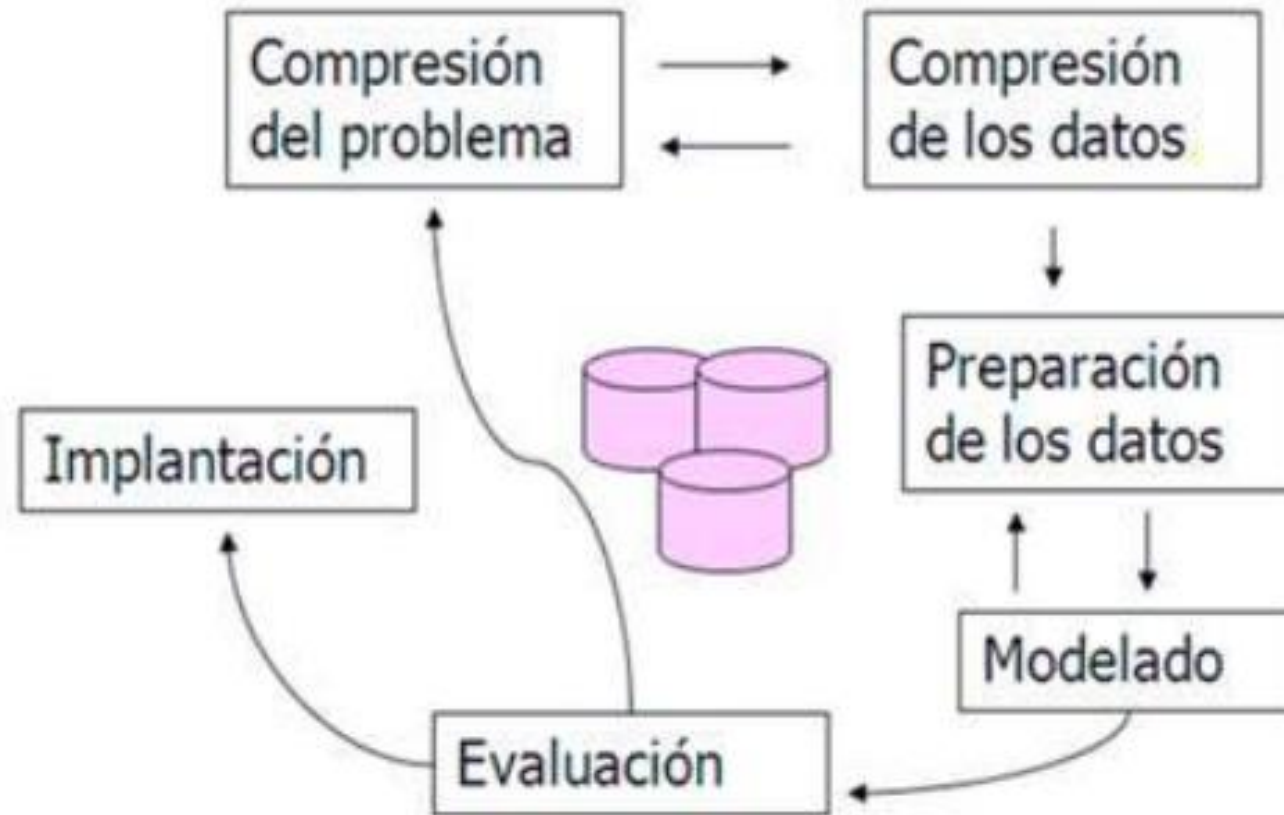 Compresión
del problema
Compresión
de los datos
Preparación
de los datos
Implantación
Modelado
Evaluación